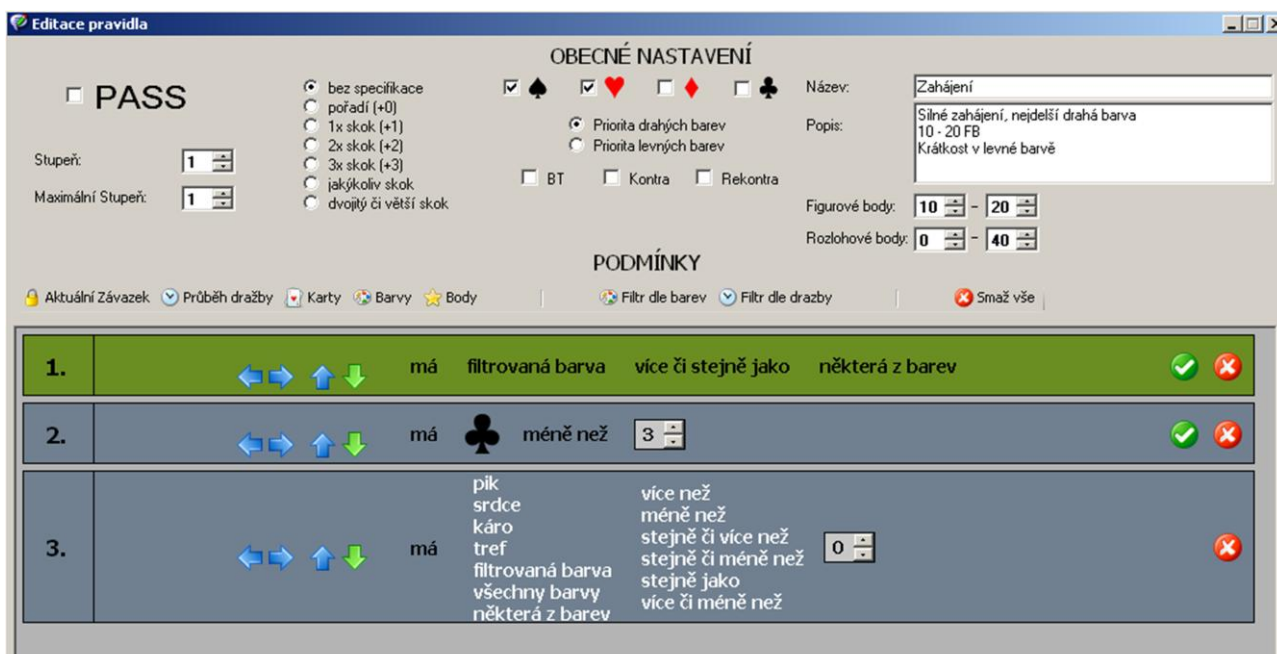 Editace pravidla
OBECNÉ NASTAVENÍ
PASS
Stupeň: 1
Maximální Stupeň: 1
bez specifikace
pořadí (+0)
1x skok (+1)
2x skok (+2)
3x skok (+3)
jakýkoliv skok
dvojitý či větší skok
Priorita drahých barev
Priorita levných barev
BT Kontra Rekontra
Název: Zahájení
Popis: Silné zahájení, nejdelší drahá barva
10 - 20 FB
Krátkost v levné barvě
Figurové body: 10 - 20
Rozlohové body: 0 - 40
PODMÍNKY
Aktuální Závazek Průběh dražby Karty Barvy Body Filtr dle barev Filtr dle drazby Smaž vše
1. má filtrovaná barva více či stejně jako některá z barev
2. má méně než 3
3. má
pik
srdce
káro
tref
filtrovaná barva
všechny barvy
některá z barev
více než
méně než
stejně či více než
stejně či méně než
stejně jako
více či méně než
0